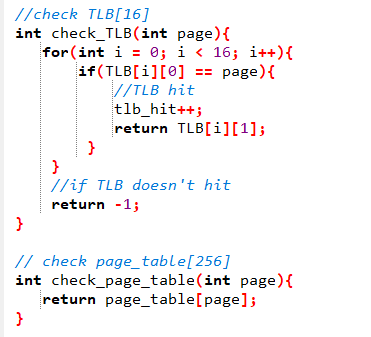 //check TLB[16]
int check_TLB(int page){
for(int i = 0; i < 16; i++){
if(TLB[i][0] == page){
//TLB hit
tlb_hit++;
return TLB[i][1];
}
}
//if TLB doesn't hit
return -1;
}
// check page_table[256]
int check_page_table(int page){
return page_table[page];
}